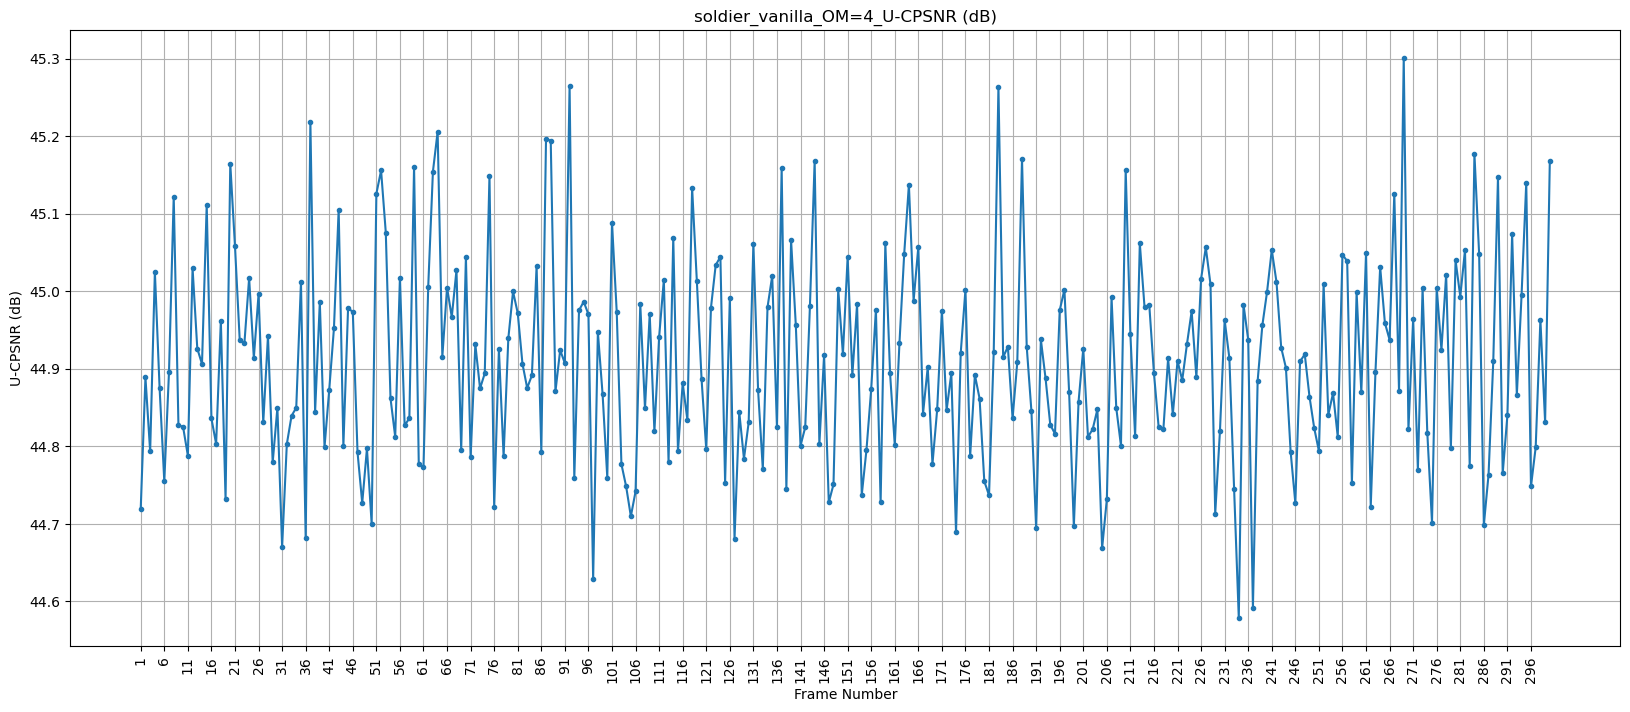 soldier_vanilla_OM=4_U-CPSNR (dB)
45.3
45.2
45.1
45.0
44.9
44.8
44.7
44.6
U-CPSNR (dB)
1 6 11 16 21 26 31 36 41 46 51 56 61 66 71 76 81 86 91 96 101 106 111 116 121 126 131 136 141 146 151 156 161 166 171 176 181 186 191 196 201 206 211 216 221 226 231 236 241 246 251 256 261 266 271 276 281 286 291 296
Frame Number